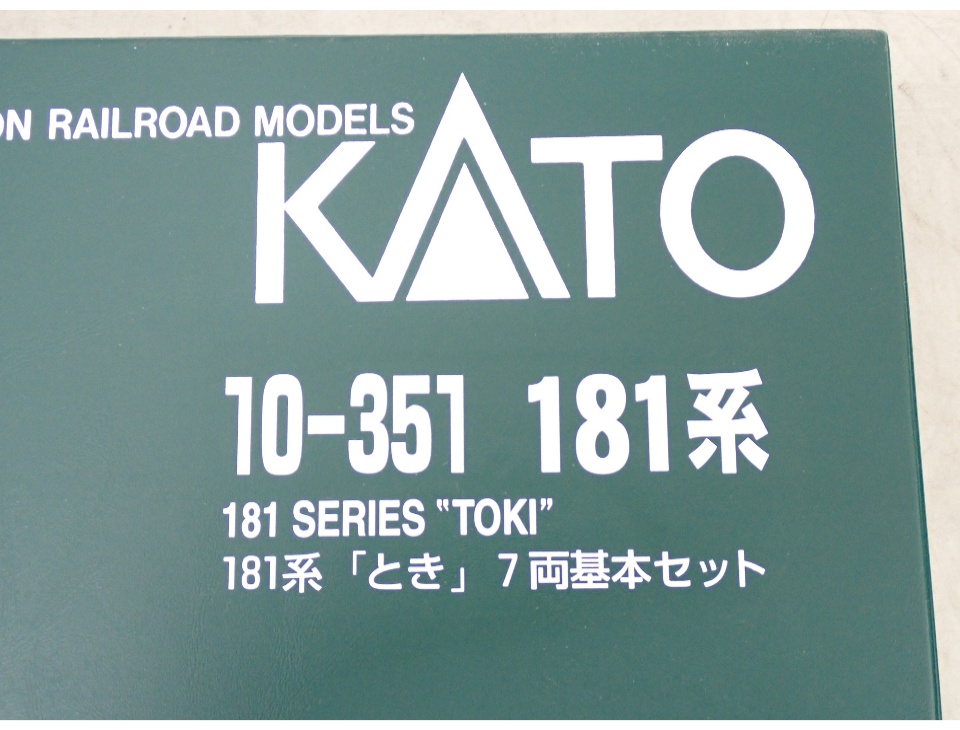 RAILROAD MODELS
KATO
10-351 181系
181 SERIES "TOKI"
181系「とき」7両基本セット